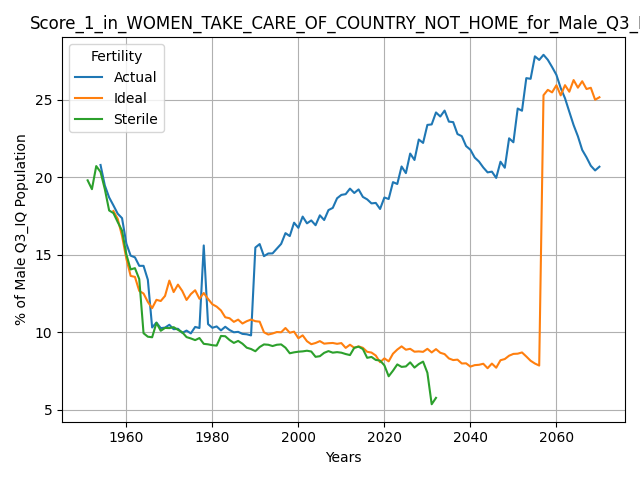 Score_1_in_WOMEN_TAKE_CARE_OF_COUNTRY_NOT_HOME_for_Male_Q3_I
Fertility
Actual
Ideal
Sterile
% of Male Q3_IQ Population
25
20
15
10
5
1960 1980 2000 2020 2040 2060
Years